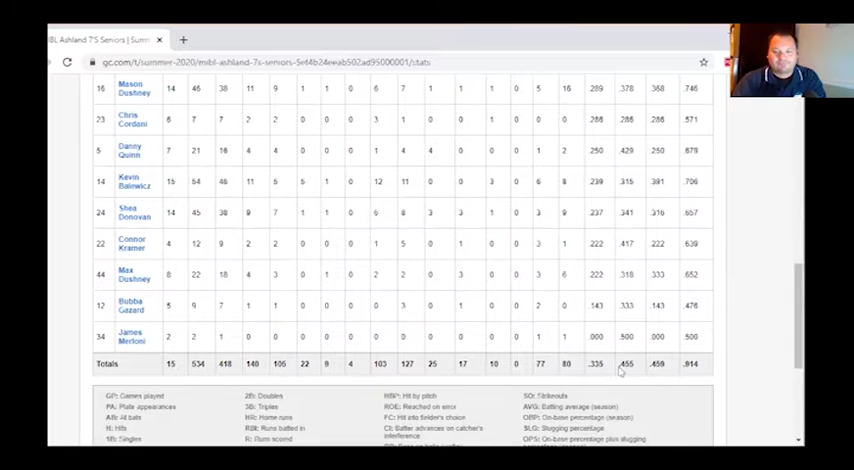 IBL Ashland 7'S Seniors | Summ
gc.com/t/summer-2020/mibl-ashland-7s-seniors-5ef4b24eeab502ad95000001/stats
16 Mason Dushney 14 46 38 11 9 1 1 0 6 7 1 1 1 0 5 16 .289 .378 .368 .746
23 Chris Cordani 6 7 7 2 2 0 0 0 3 1 0 0 1 0 0 0 .286 .286 .286 .571
5 Danny Quinn 7 21 16 4 4 0 0 0 1 4 4 0 0 0 1 2 .250 .429 .250 .679
14 Kevin 15 54 46 11 5 5 1 0 12 11 0 0 3 0 6 8 .239 .315 .391 .706
24 Shea Donovan 14 45 38 9 7 1 1 0 6 8 3 3 1 0 3 9 .237 .341 .316 .657
22 Connor Kramer 4 12 9 2 2 0 0 0 1 5 0 1 0 0 3 1 .222 .417 .222 .639
44 Max Dushney 8 22 18 4 3 0 1 0 2 2 0 3 0 0 3 6 .222 .318 .333 .652
12 Bubba Gazard 5 9 7 1 1 0 0 0 0 3 0 1 0 0 2 0 .143 .333 .143 .476
34 James Merloni 2 2 1 0 0 0 0 0 0 0 0 0 0 0 1 1 .000 .500 .000 .500
Totals 15 534 418 140 105 22 9 4 103 127 25 17 10 0 77 80 .335 .455 .459 .914
GP: Games played 2B: Doubles HBP: Hit by pitch SO: Strikeouts
PA: Plate appearances 3B: Triples ROE: Reached on error AVG: Batting average (season)
AB: At bats HR: Home runs FC: Hit into fielder's choice OBP: On-base percentage (season)
H: Hits RBI: Runs batted in CI: Batter advances on catcher's SLG: Slugging percentage
1B: Singles R: Runs scored interference OPS: On-base percentage plus slugging